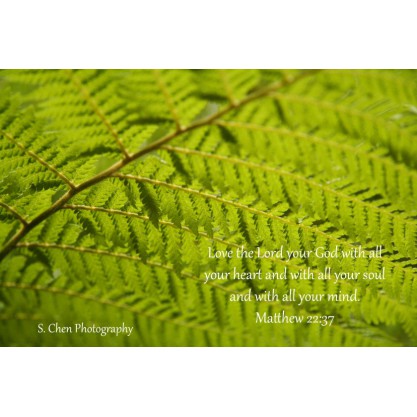 Love the Lord your God with all
your heart and with all your soul
and with all your mind.
Matthew 22:37
S. Chen Photography